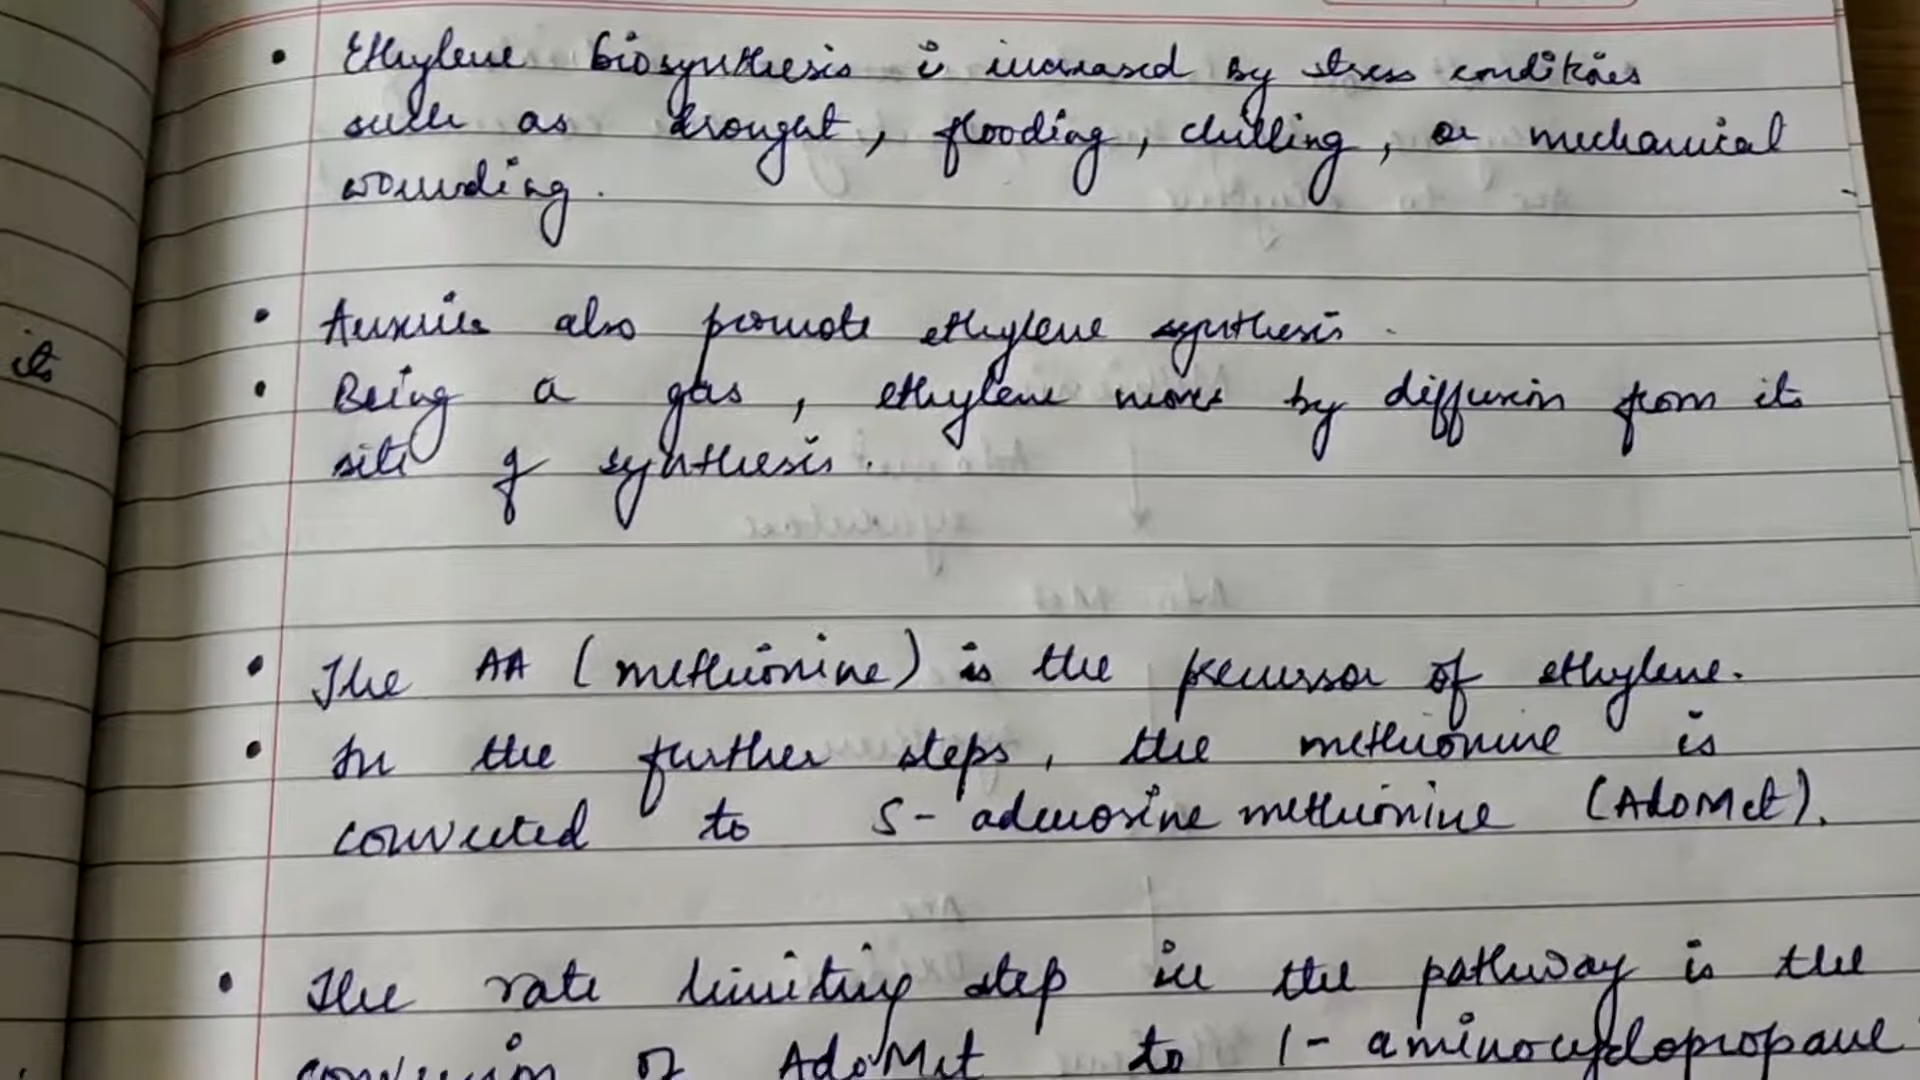 • Ethylene biosynthesis is increased by stress conditions
such as drought, flooding, chilling, or mechanical
wounding.
• Auxins also promote ethylene synthesis.
its
• Being a gas, ethylene moves by diffusion from its
site of synthesis.
• The AA (methionine) is the precursor of ethylene.
• In the further steps, the methionine is
converted to S-adenosine methionine (AdoMet).
• The rate limiting step in the pathway is the
conversion of AdoMet to 1-aminocyclopropane